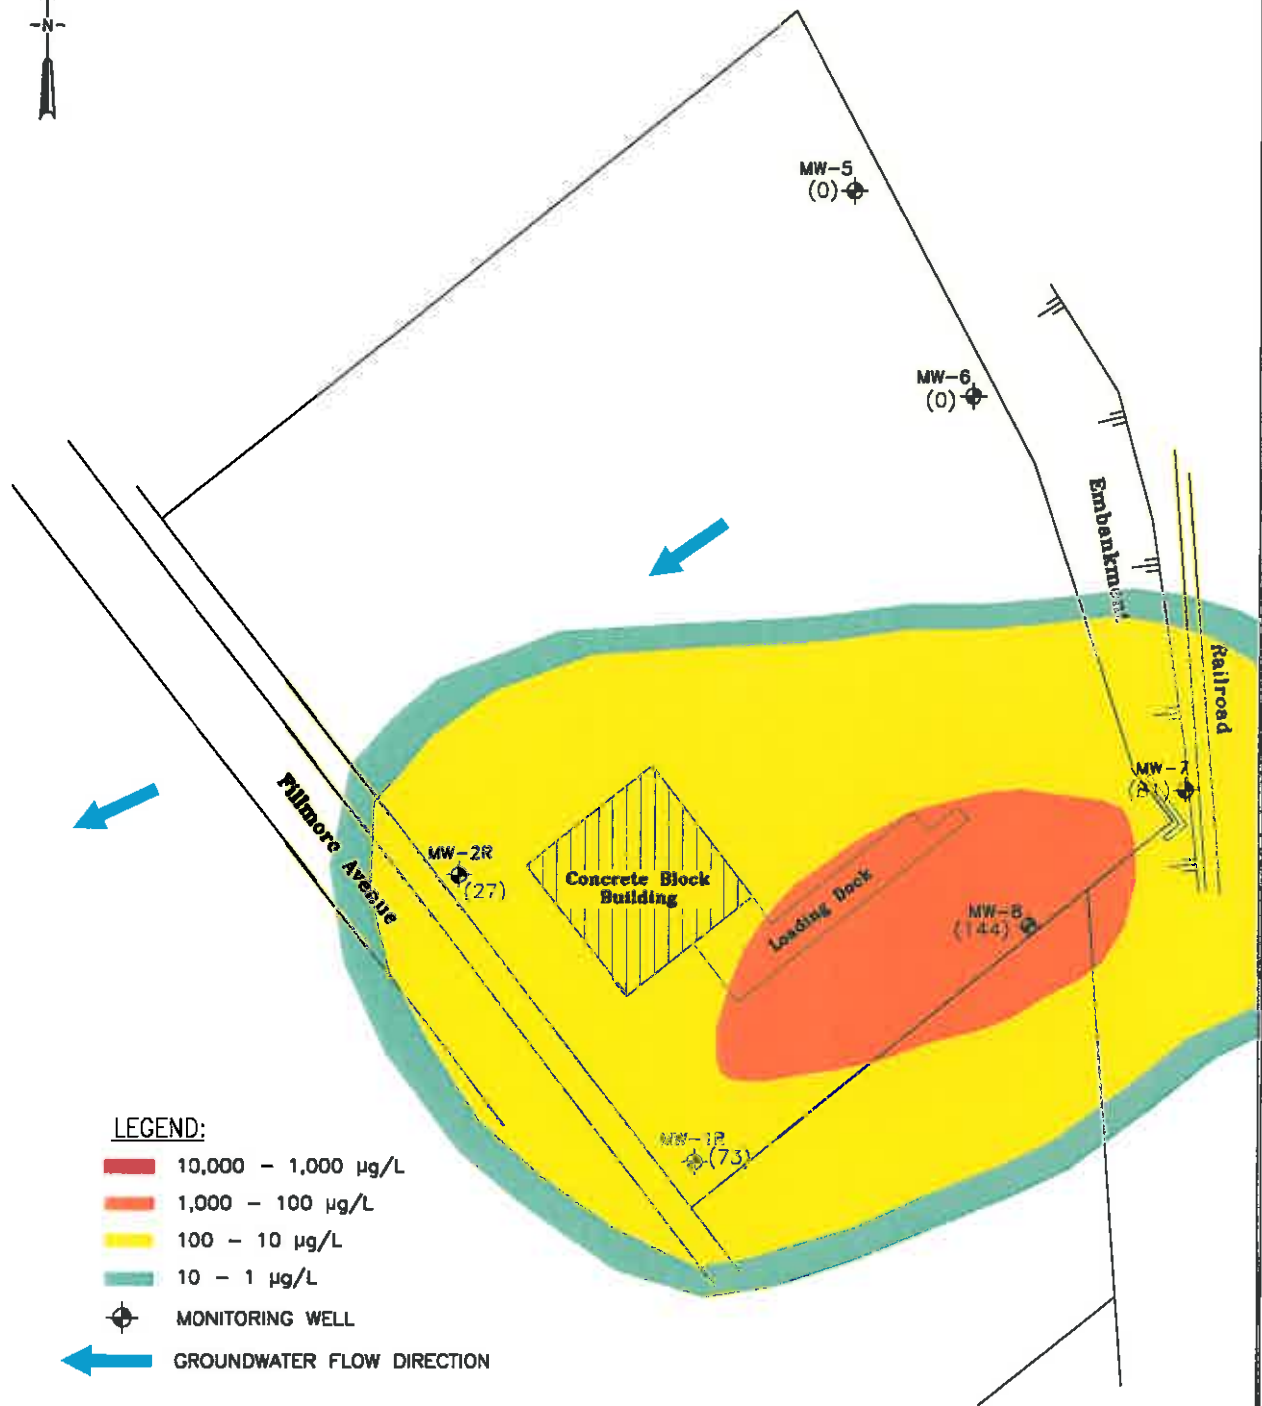 -N-
MW-5
(0)
MW-6
(0)
Embankment
Railroad
MW-7
Fillmore Avenue
MW-2R
(27)
Concrete Block
Building
Loading Dock
MW-8
(144)
MW-1R
(73)
LEGEND:
10,000 - 1,000 µg/L
1,000 - 100 µg/L
100 - 10 µg/L
10 - 1 µg/L
MONITORING WELL
GROUNDWATER FLOW DIRECTION